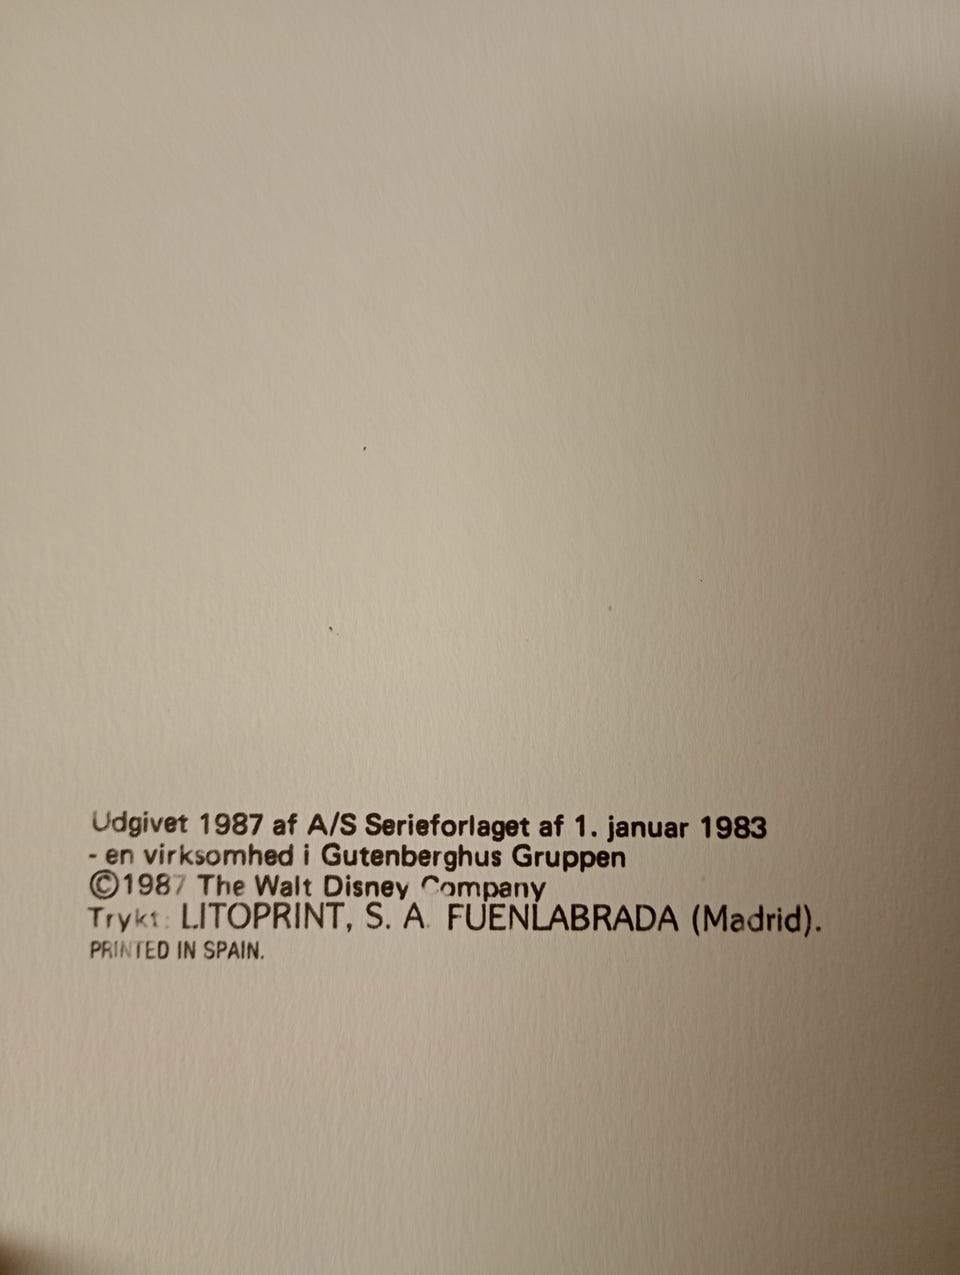 Udgivet 1987 af A/S Serieforlaget af 1. januar 1983
- en virksomhed i Gutenberghus Gruppen
©1987 The Walt Disney Company
Trykt: LITOPRINT, S. A. FUENLABRADA (Madrid).
PRINTED IN SPAIN.